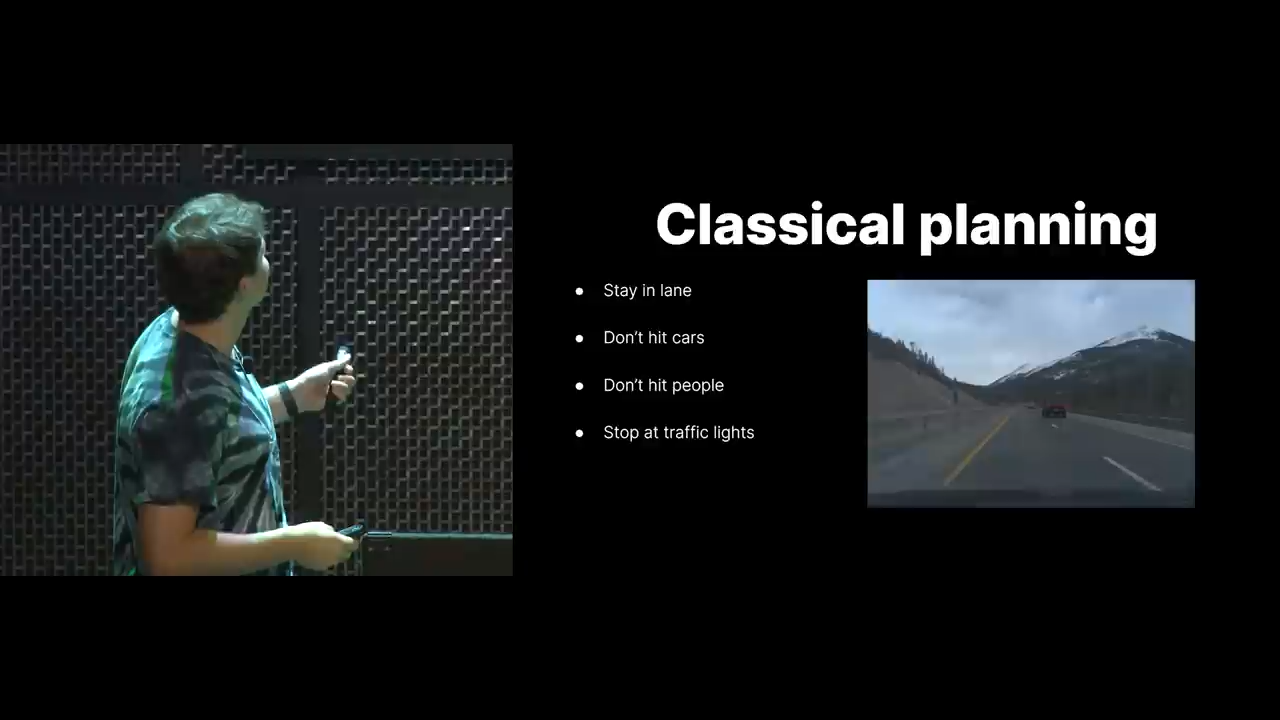 Classical planning
● Stay in lane
● Don’t hit cars
● Don’t hit people
● Stop at traffic lights